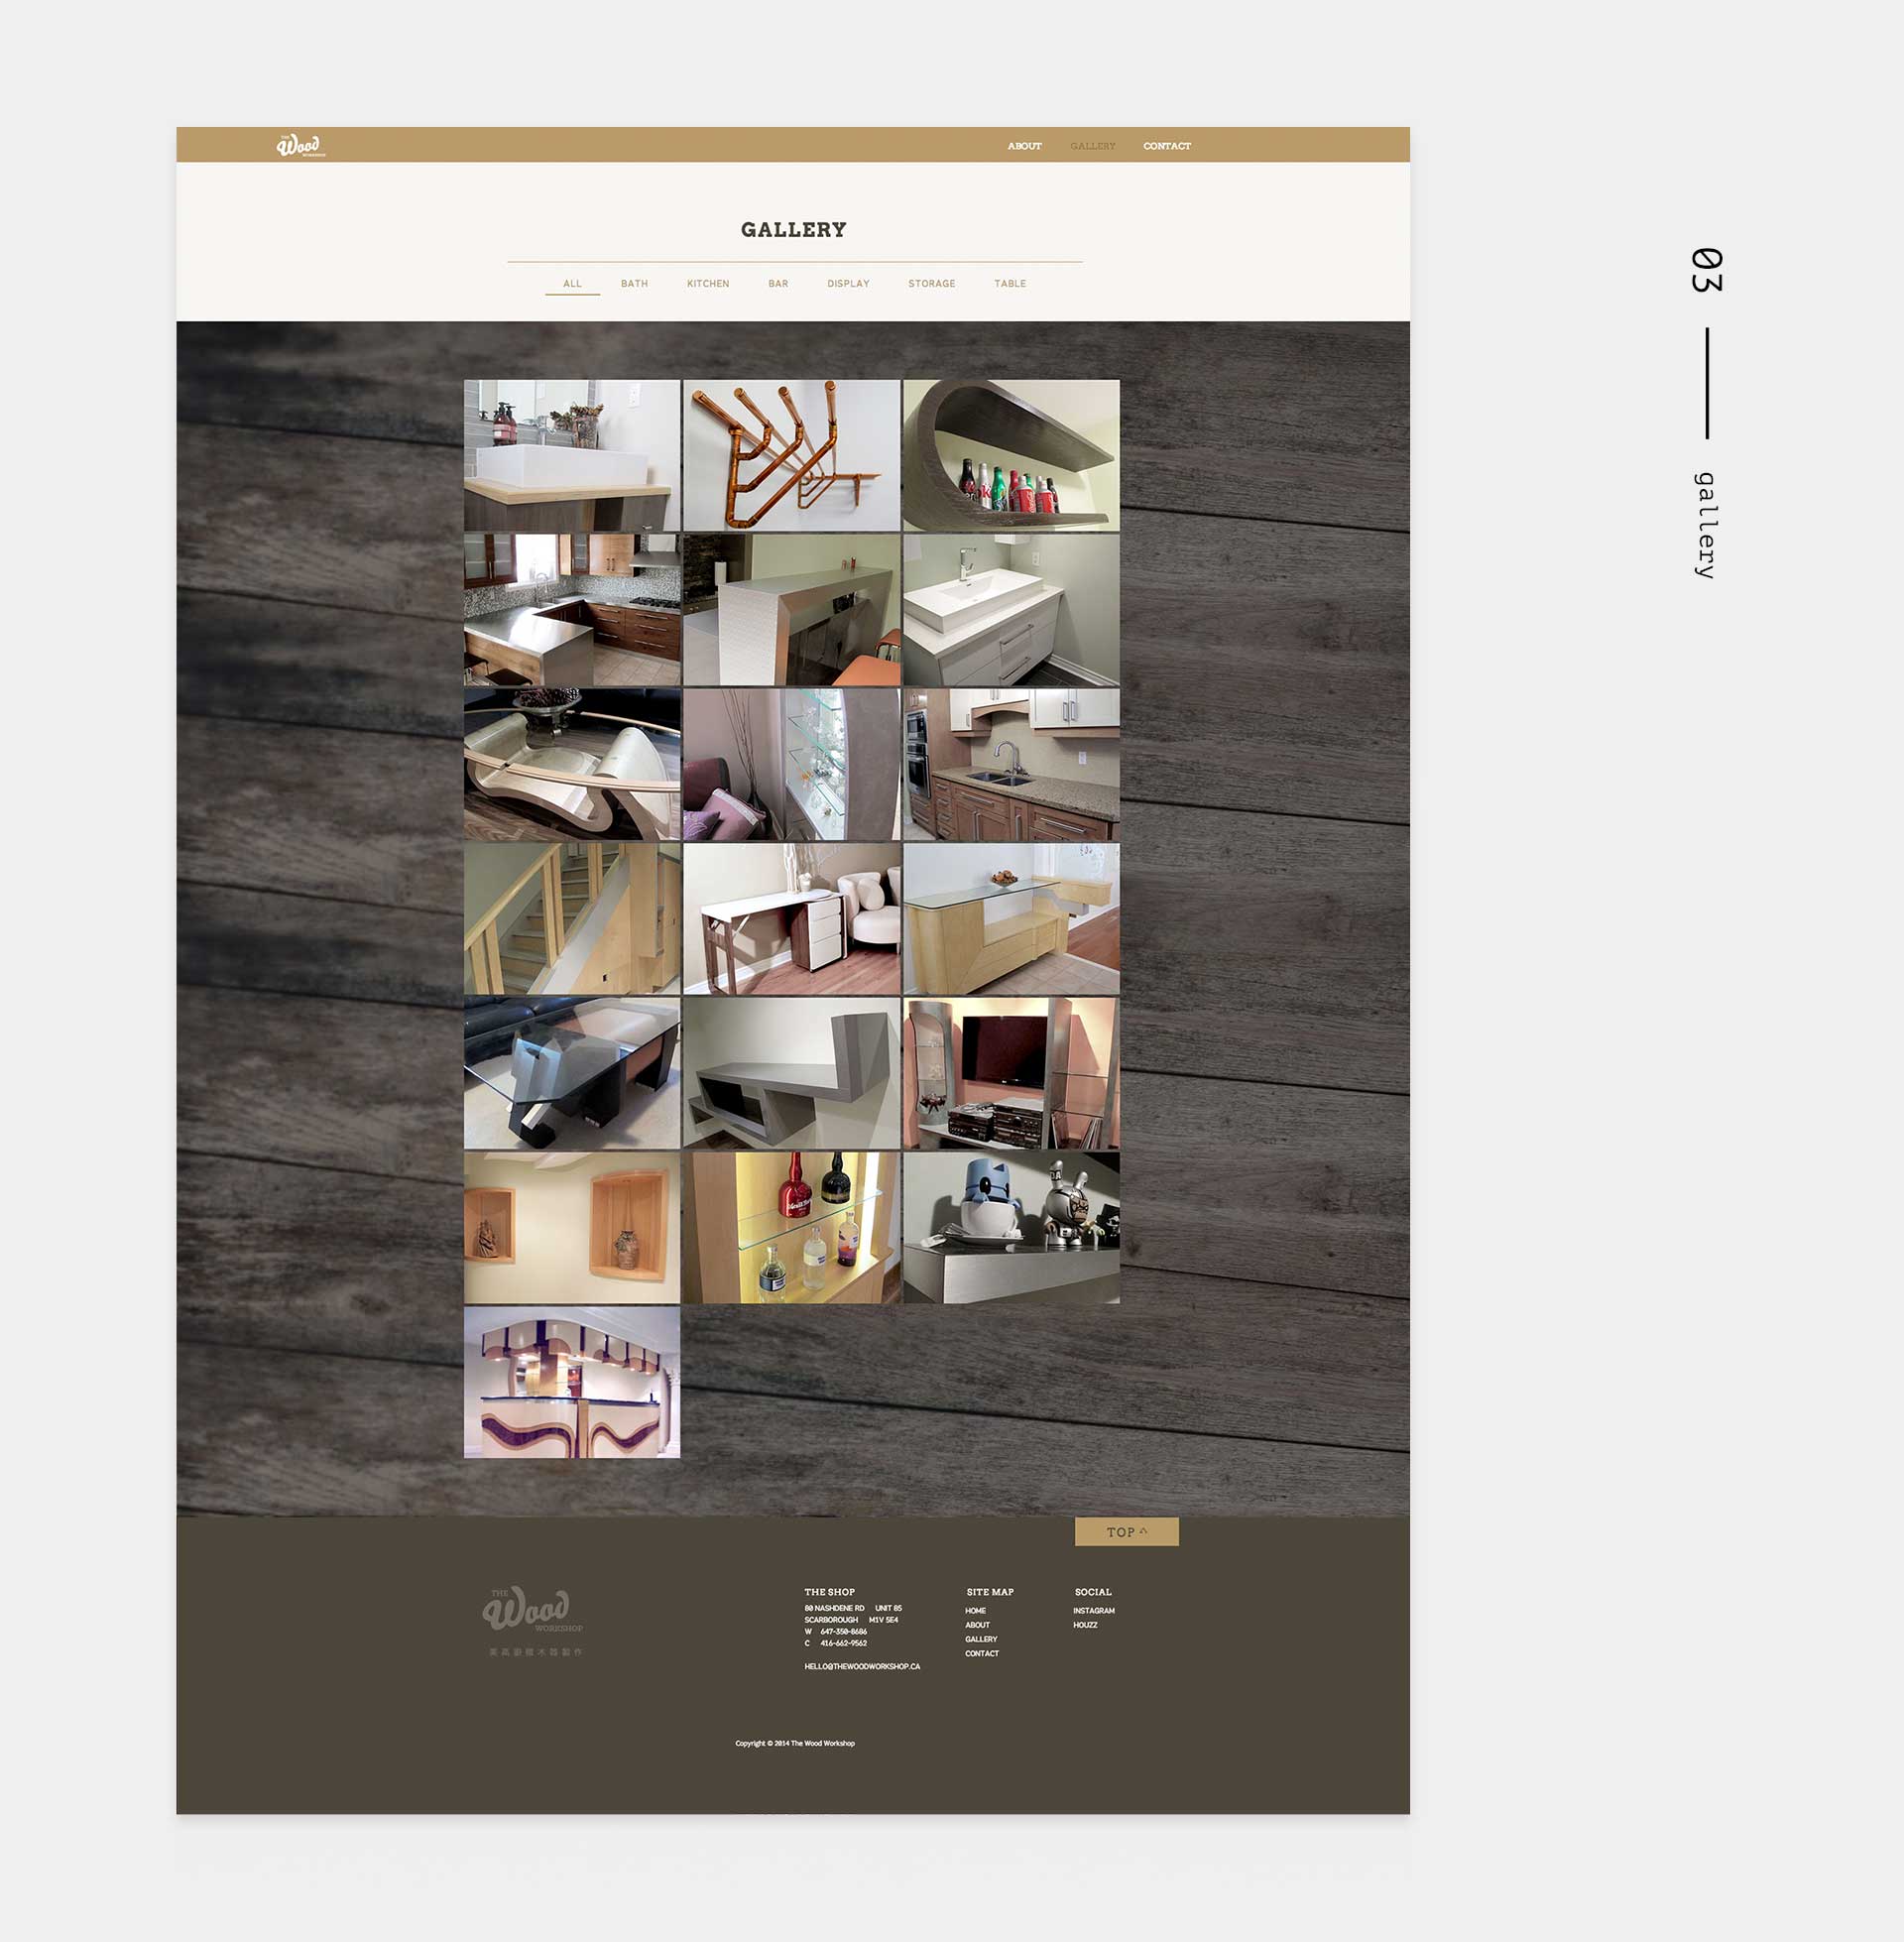 THE
Wood
WORKSHOP
ABOUT GALLERY CONTACT
GALLERY
ALL BATH KITCHEN BAR DISPLAY STORAGE TABLE
03
gallery
TOP ^
THE
Wood
WORKSHOP
THE SHOP
80 NASHDENE RD UNIT 85
SCARBOROUGH M1V 5E4
W 647-350-8686
C 416-662-9562
HELLO@THEWOODWORKSHOP.CA
SITE MAP
HOME
ABOUT
GALLERY
CONTACT
SOCIAL
INSTAGRAM
HOUZZ
Copyright © 2014 The Wood Workshop